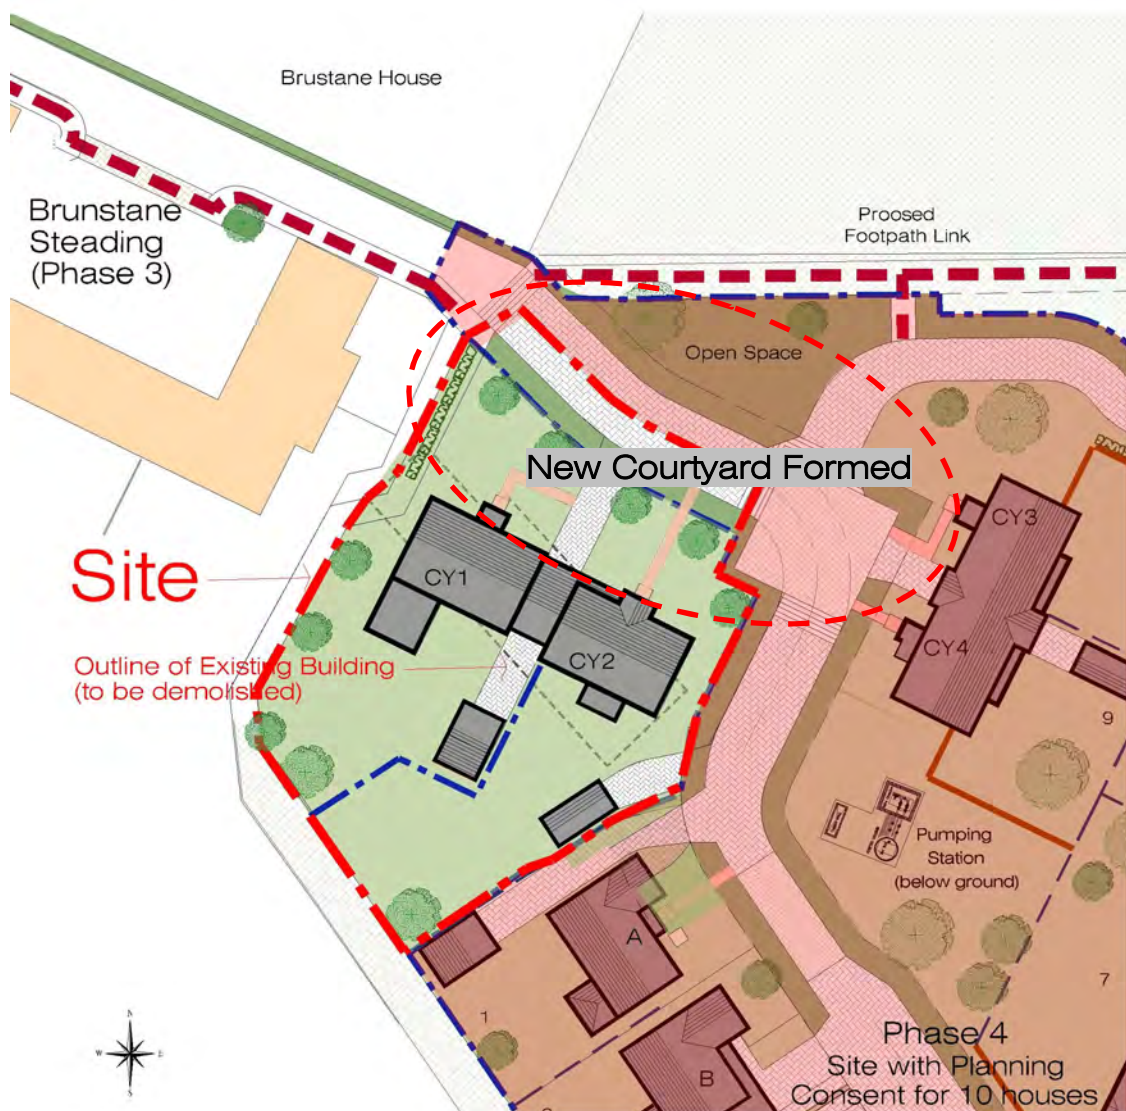 Brustane House
Brunstane
Steading
(Phase 3)
Proosed
Footpath Link
Open Space
New Courtyard Formed
CY3
Site
CY1
CY4
Outline of Existing Building
(to be demolished)
CY2
9
Pumping
Station
(below ground)
A
7
1
Phase 4
Site with Planning
Consent for 10 houses
B
N
W
E
S